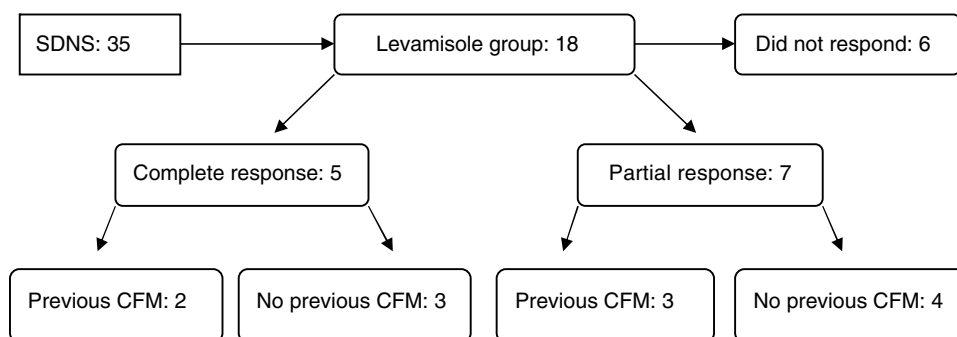 SDNS: 35
Levamisole group: 18
Did not respond: 6
Complete response: 5
Partial response: 7
Previous CFM: 2
No previous CFM: 3
Previous CFM: 3
No previous CFM: 4